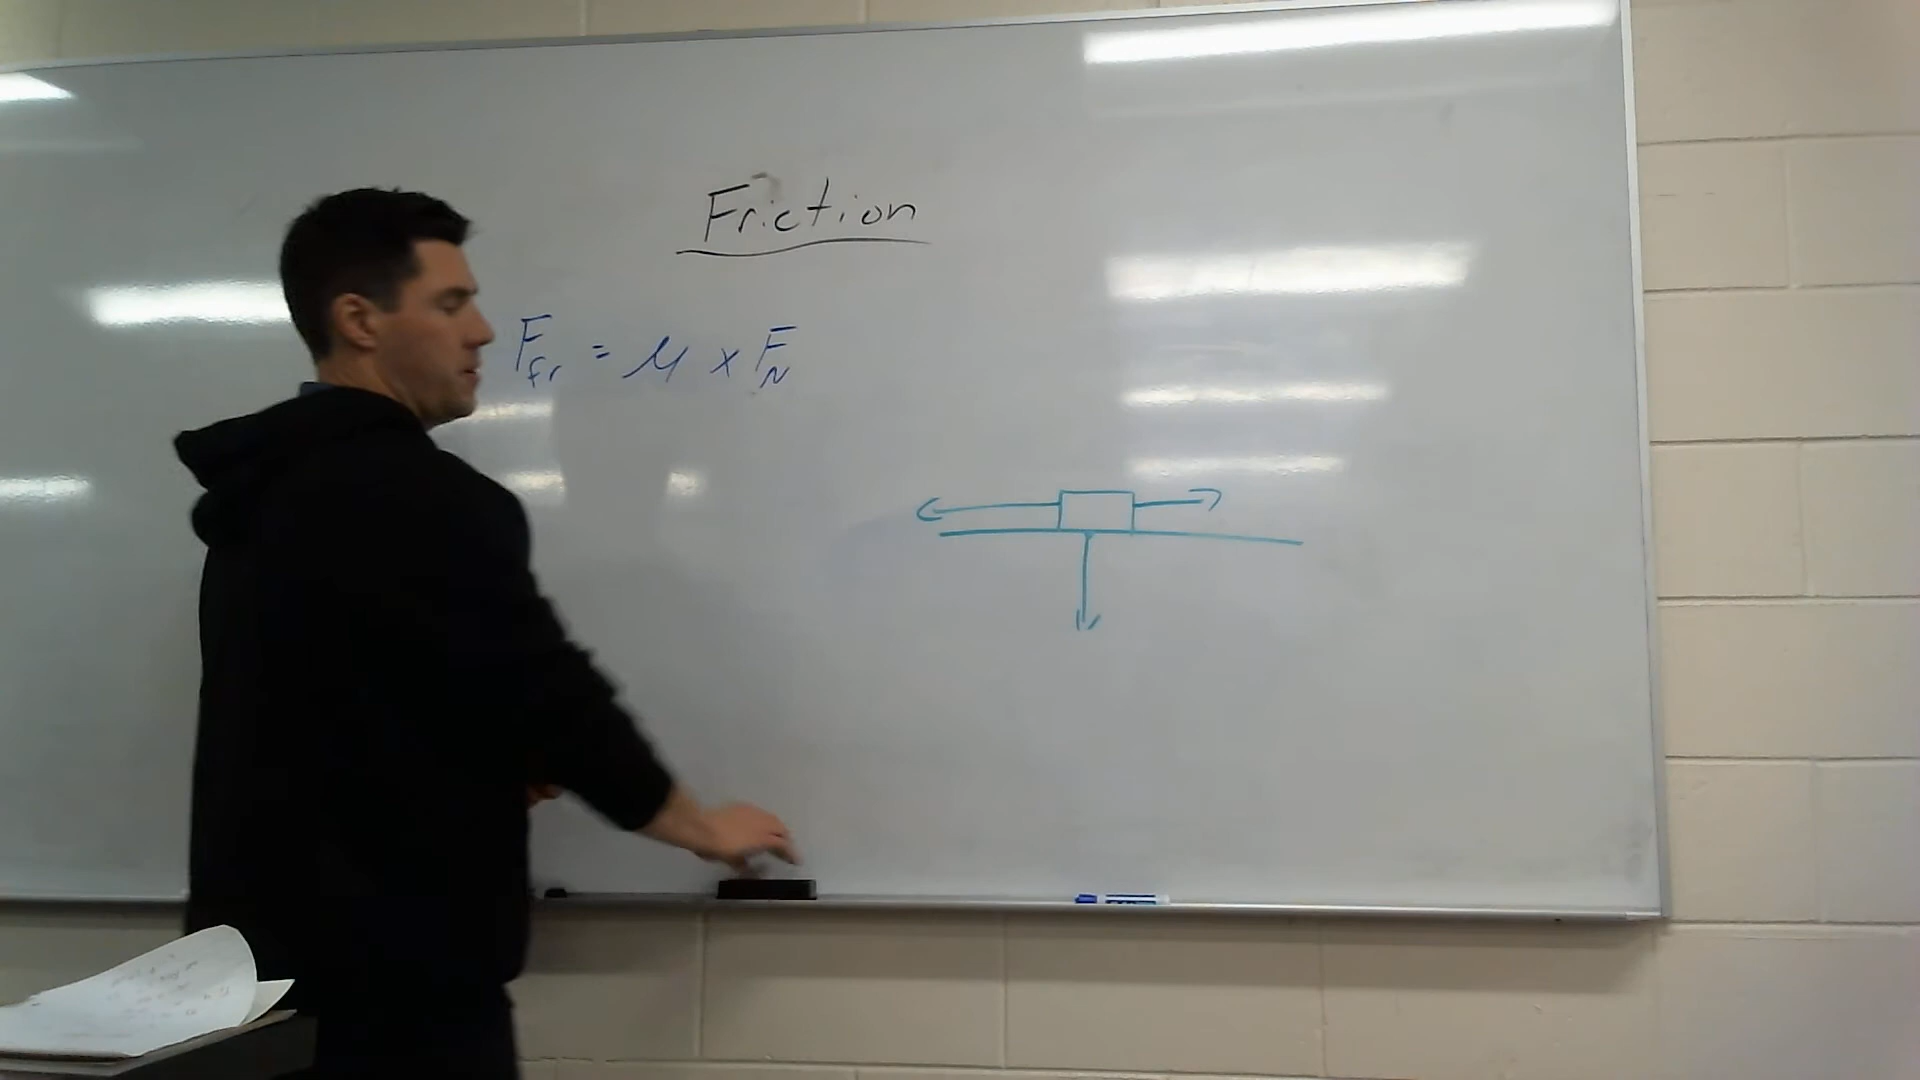 Friction
F_fr = μ x F_N